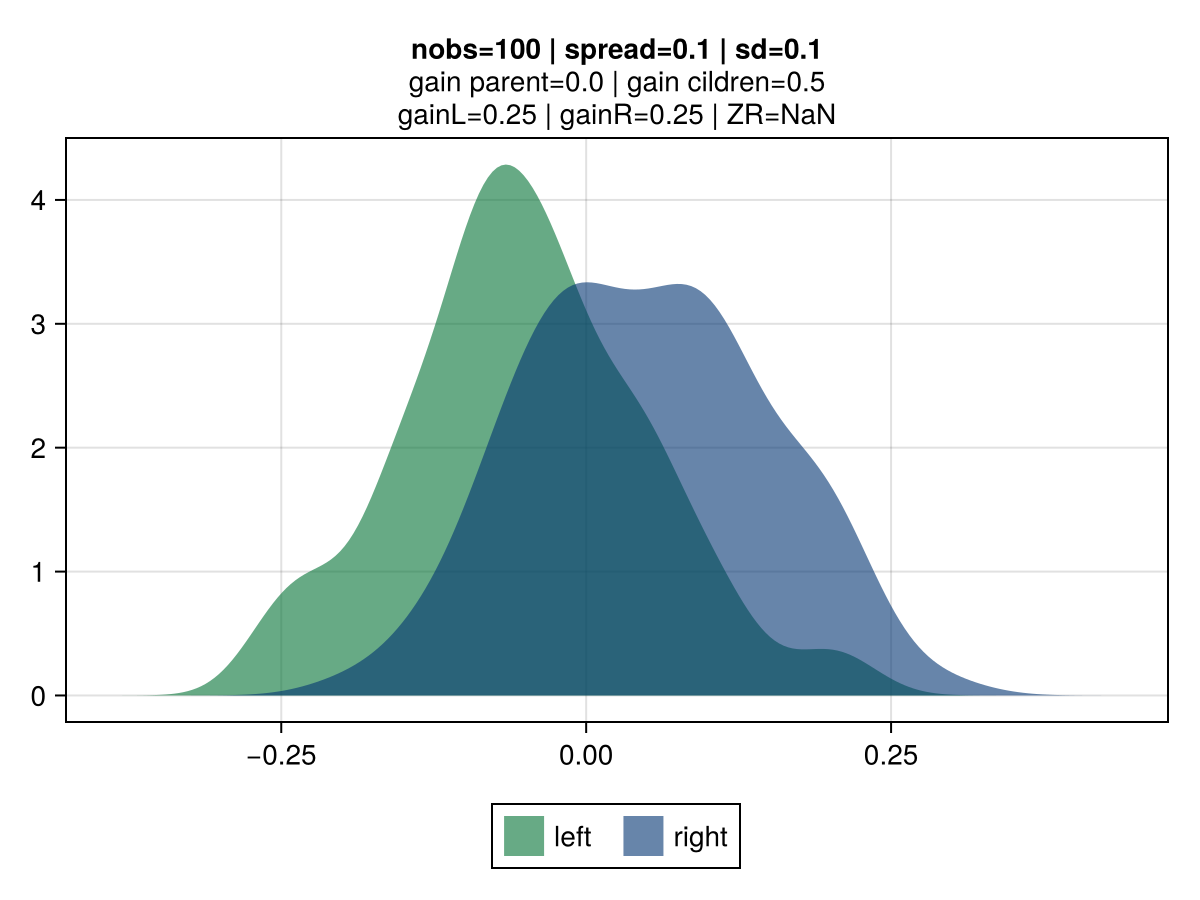 nobs=100 | spread=0.1 | sd=0.1
gain parent=0.0 | gain cildren=0.5
gainL=0.25 | gainR=0.25 | ZR=NaN
4
3
2
1
0
−0.25 0.00 0.25
left right